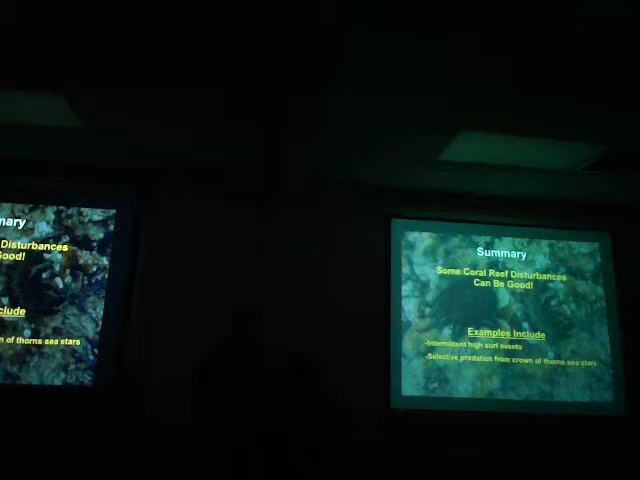 mary
Disturbances
Good!
clude
n of thorns sea stars
Summary
Some Coral Reef Disturbances
Can Be Good!
Examples Include
-Intermittent high surf events
-Selective predation from crown of thorns sea stars